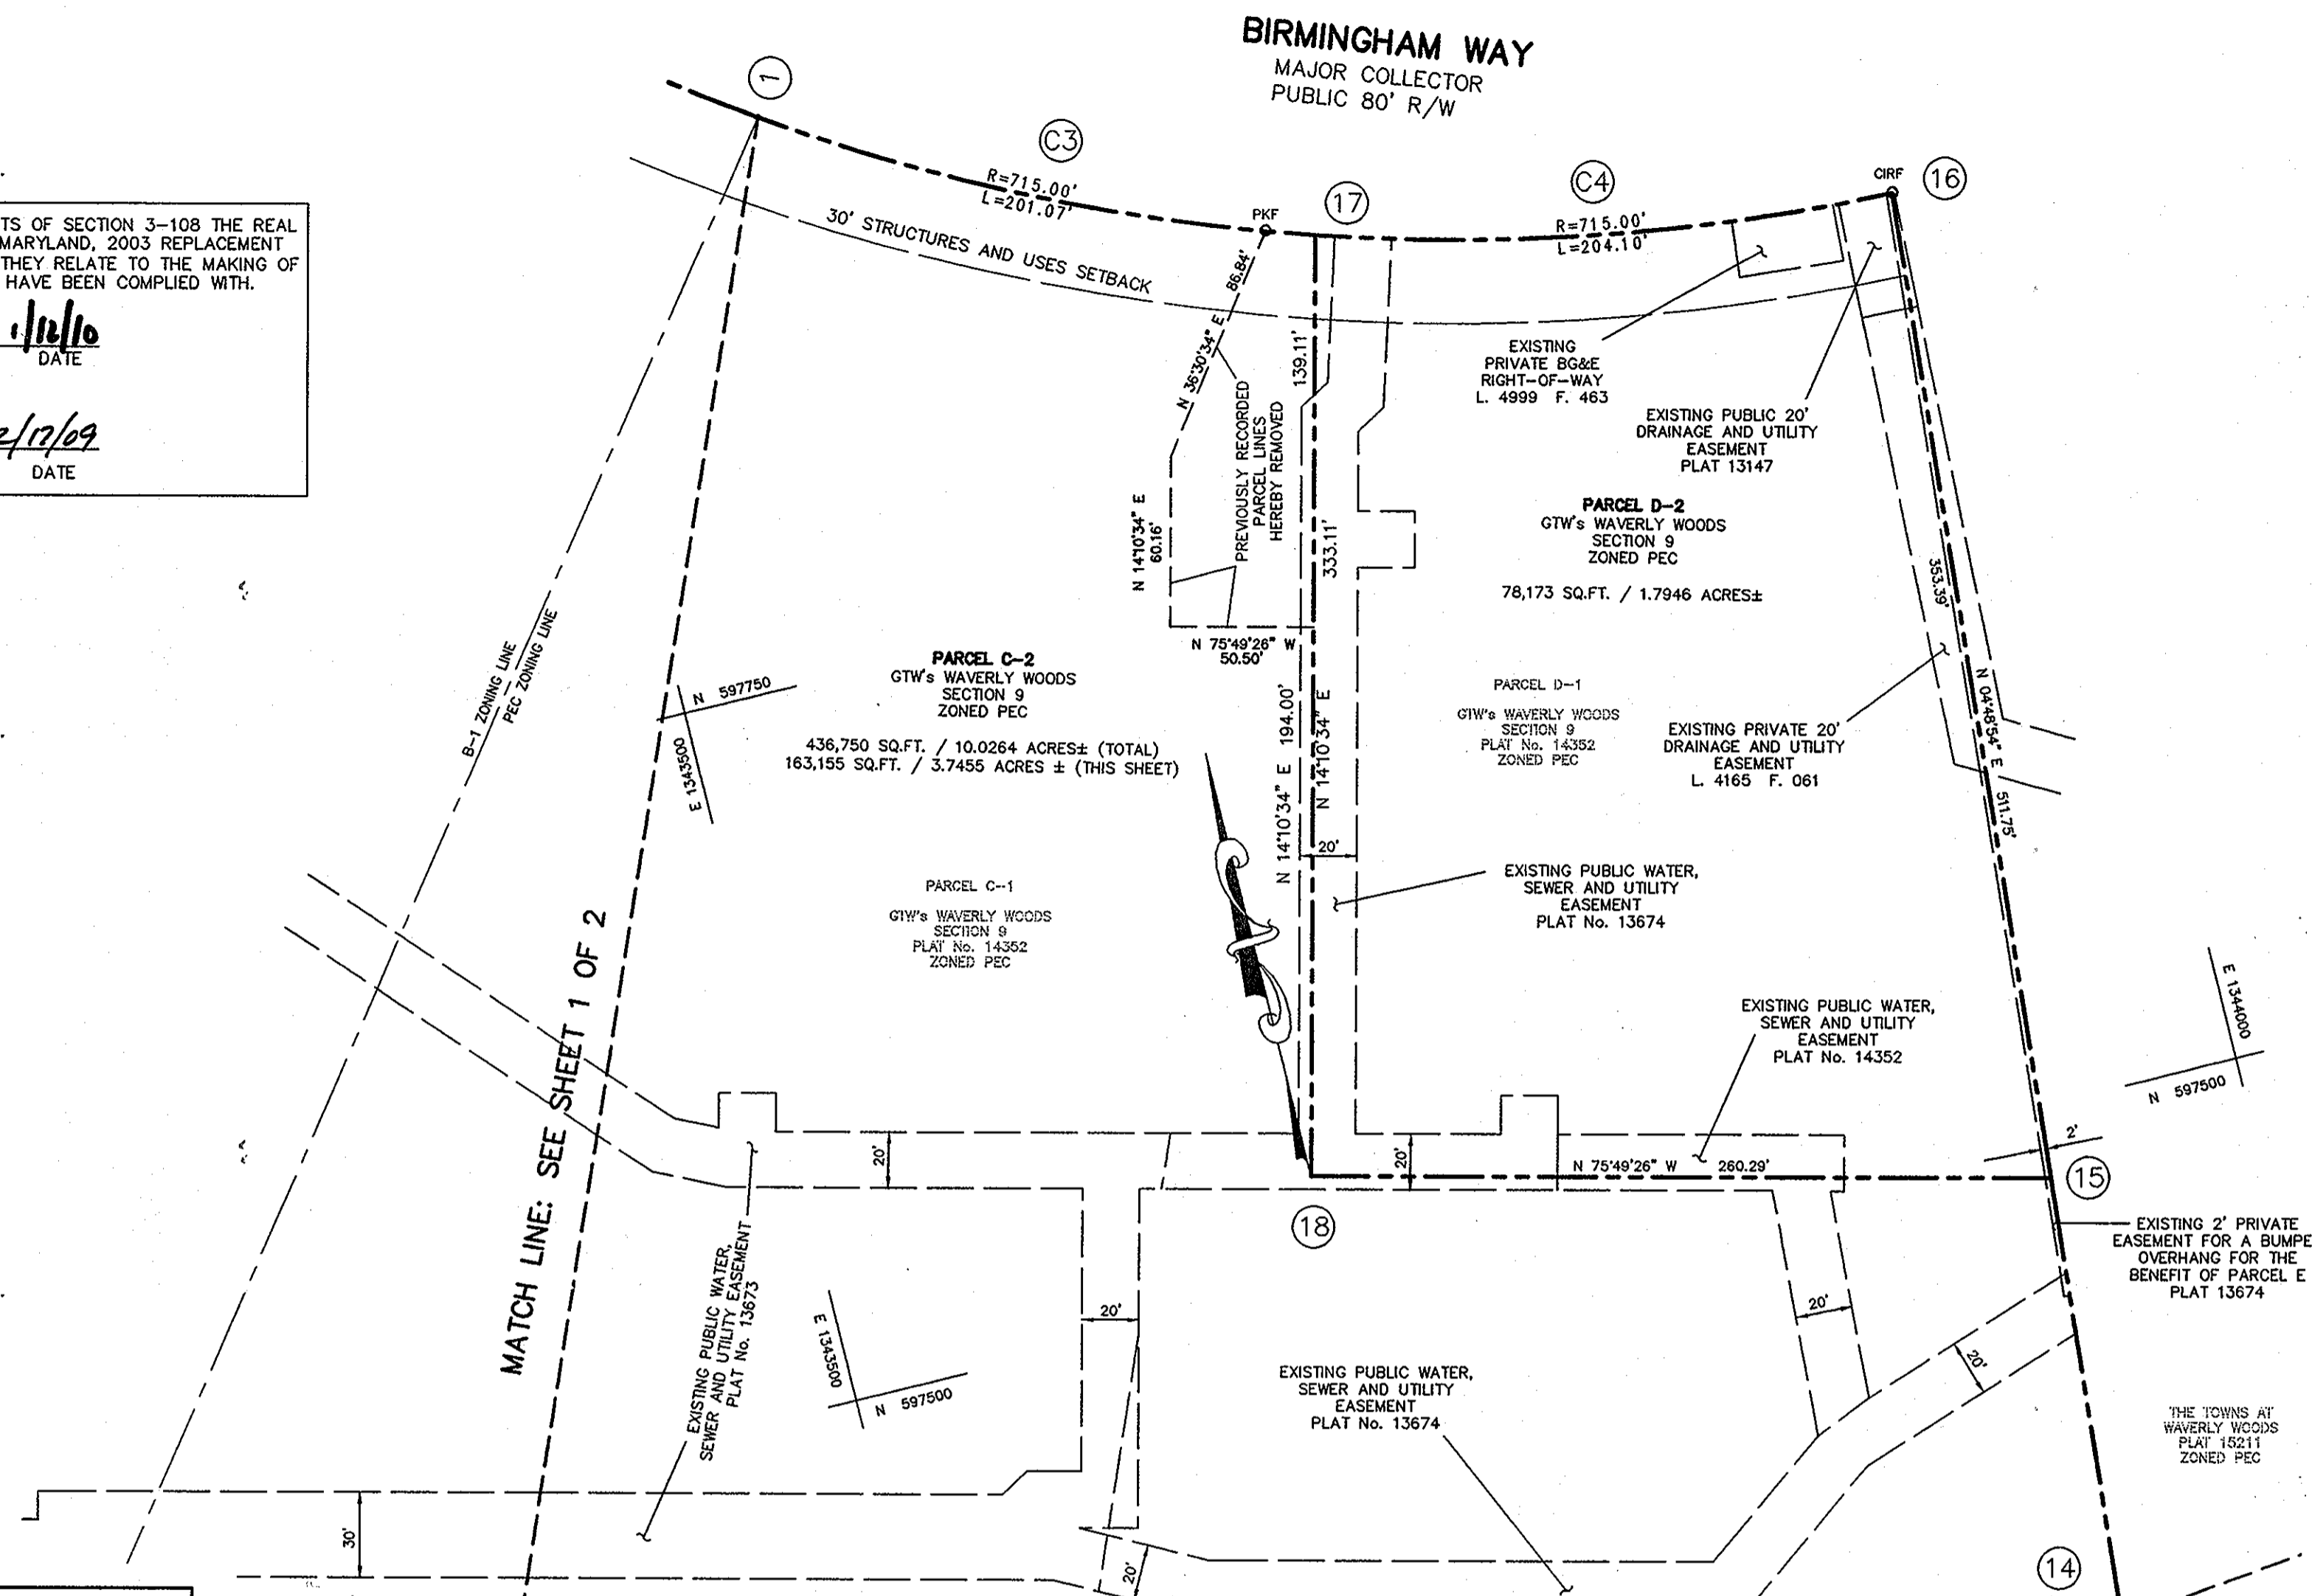 BIRMINGHAM WAY
MAJOR COLLECTOR
PUBLIC 80' R/W
1
C3
R=715.00'
L=201.07'
PKF
17
C4
R=715.00'
L=204.10'
CIRF
16
TS OF SECTION 3-108 THE REAL
MARYLAND, 2003 REPLACEMENT
THEY RELATE TO THE MAKING OF
HAVE BEEN COMPLIED WITH.
1/12/10
DATE
2/17/09
DATE
30' STRUCTURES AND USES SETBACK
N 36°30'34" E 86.84'
139.11'
PREVIOUSLY RECORDED
PARCEL LINES
HEREBY REMOVED
N 14°10'34" E
60.16'
N 75°49'26" W
50.50'
333.11'
N 14°10'34" E
N 14°10'34" E 194.00'
EXISTING
PRIVATE BG&E
RIGHT-OF-WAY
L. 4999 F. 463
EXISTING PUBLIC 20'
DRAINAGE AND UTILITY
EASEMENT
PLAT 13147
PARCEL D-2
GTW's WAVERLY WOODS
SECTION 9
ZONED PEC
78,173 SQ.FT. / 1.7946 ACRES±
353.39'
N 04°48'54" E
511.75'
B-1 ZONING LINE
PEC ZONING LINE
PARCEL C-2
GTW's WAVERLY WOODS
SECTION 9
ZONED PEC
436,750 SQ.FT. / 10.0264 ACRES± (TOTAL)
163,155 SQ.FT. / 3.7455 ACRES ± (THIS SHEET)
N 597750
E 1343500
PARCEL D-1
GTW's WAVERLY WOODS
SECTION 9
PLAT No. 14352
ZONED PEC
EXISTING PRIVATE 20'
DRAINAGE AND UTILITY
EASEMENT
L. 4165 F. 061
PARCEL C-1
GTW's WAVERLY WOODS
SECTION 9
PLAT No. 14352
ZONED PEC
20'
EXISTING PUBLIC WATER,
SEWER AND UTILITY
EASEMENT
PLAT No. 13674
EXISTING PUBLIC WATER,
SEWER AND UTILITY
EASEMENT
PLAT No. 14352
E 1344000
N 597500
MATCH LINE: SEE SHEET 1 OF 2
20'
20'
N 75°49'26" W 260.29'
2'
15
18
EXISTING 2' PRIVATE
EASEMENT FOR A BUMPE
OVERHANG FOR THE
BENEFIT OF PARCEL E
PLAT 13674
EXISTING PUBLIC WATER,
SEWER AND UTILITY EASEMENT
PLAT No. 13673
E 1343500
N 597500
20'
20'
20'
EXISTING PUBLIC WATER,
SEWER AND UTILITY
EASEMENT
PLAT No. 13674
THE TOWNS AT
WAVERLY WOODS
PLAT 15211
ZONED PEC
30'
20'
14